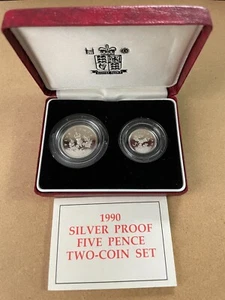 1990
SILVER PROOF
FIVE PENCE
TWO-COIN SET